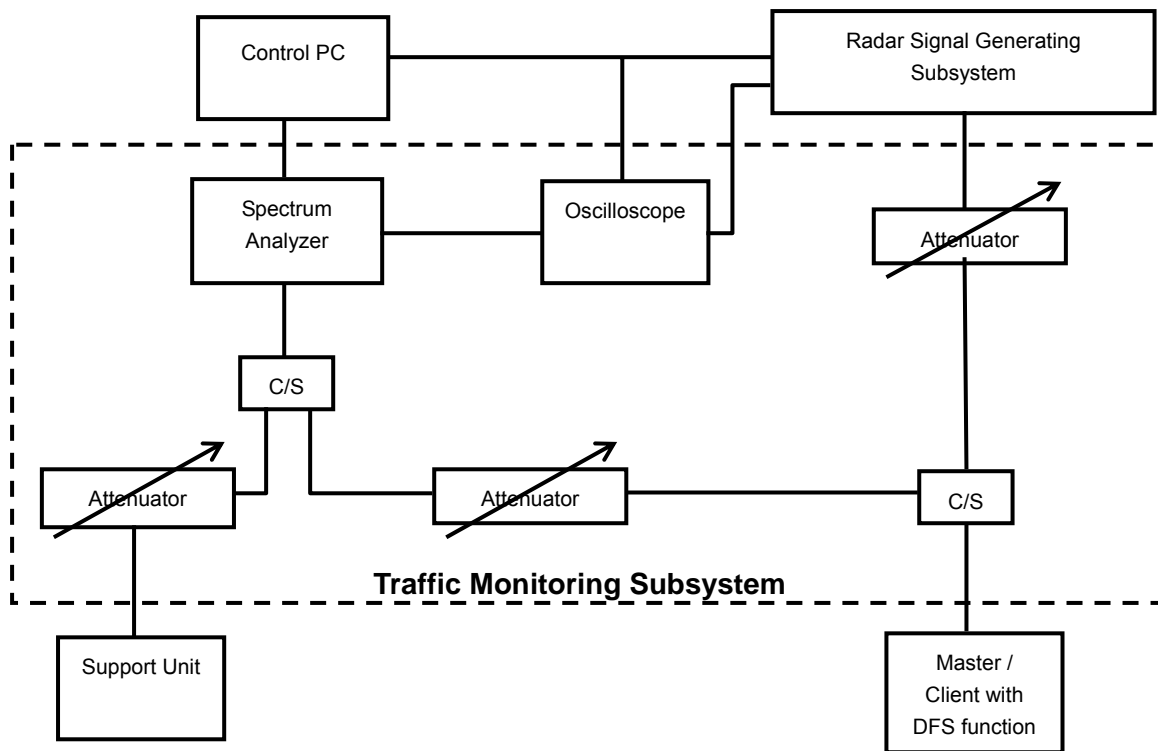 Control PC
Radar Signal Generating
Subsystem
Spectrum
Analyzer
Oscilloscope
Attenuator
C/S
Attenuator
Attenuator
C/S
Traffic Monitoring Subsystem
Support Unit
Master /
Client with
DFS function